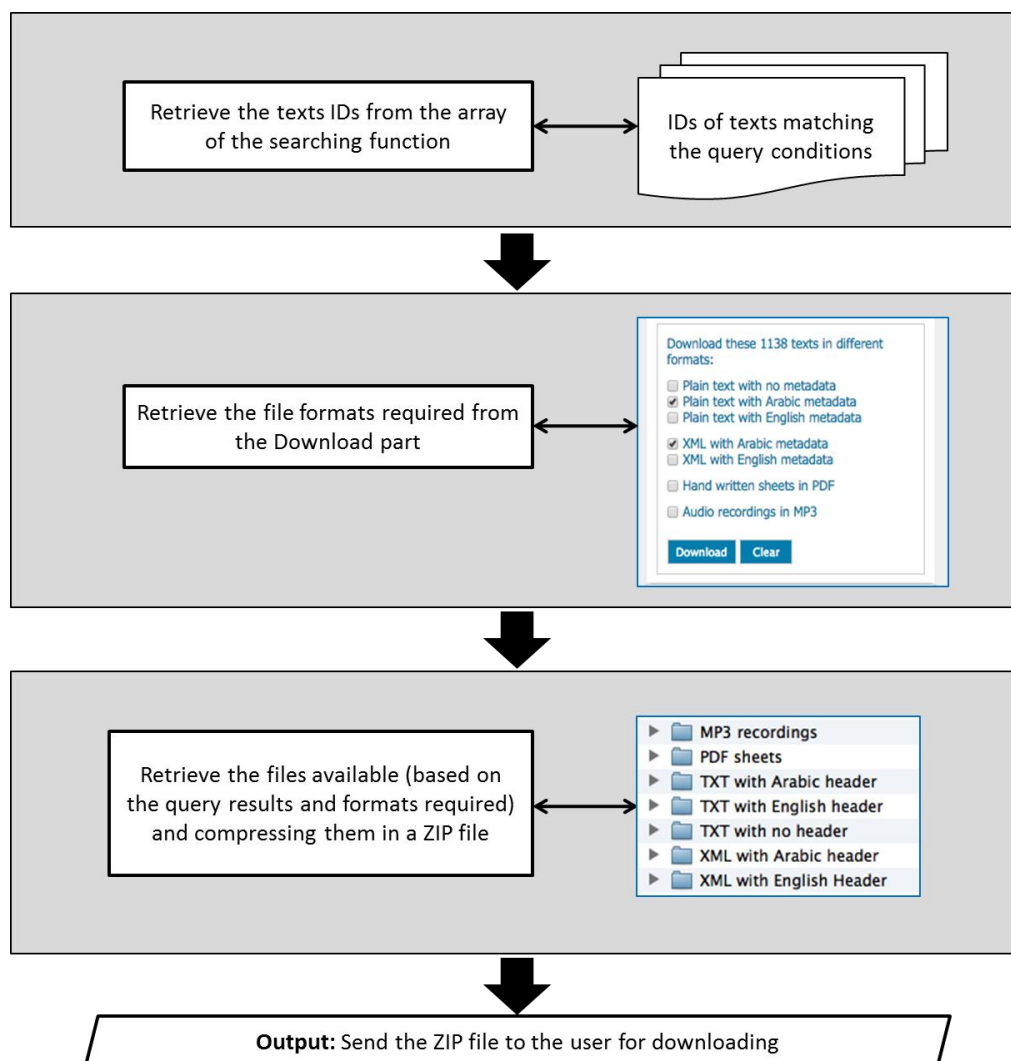 Retrieve the texts IDs from the array
of the searching function
IDs of texts matching
the query conditions
Retrieve the file formats required from
the Download part
Download these 1138 texts in different
formats:
Plain text with no metadata
Plain text with Arabic metadata
Plain text with English metadata
XML with Arabic metadata
XML with English metadata
Hand written sheets in PDF
Audio recordings in MP3
Download Clear
Retrieve the files available (based on
the query results and formats required)
and compressing them in a ZIP file
MP3 recordings
PDF sheets
TXT with Arabic header
TXT with English header
TXT with no header
XML with Arabic header
XML with English Header
Output: Send the ZIP file to the user for downloading